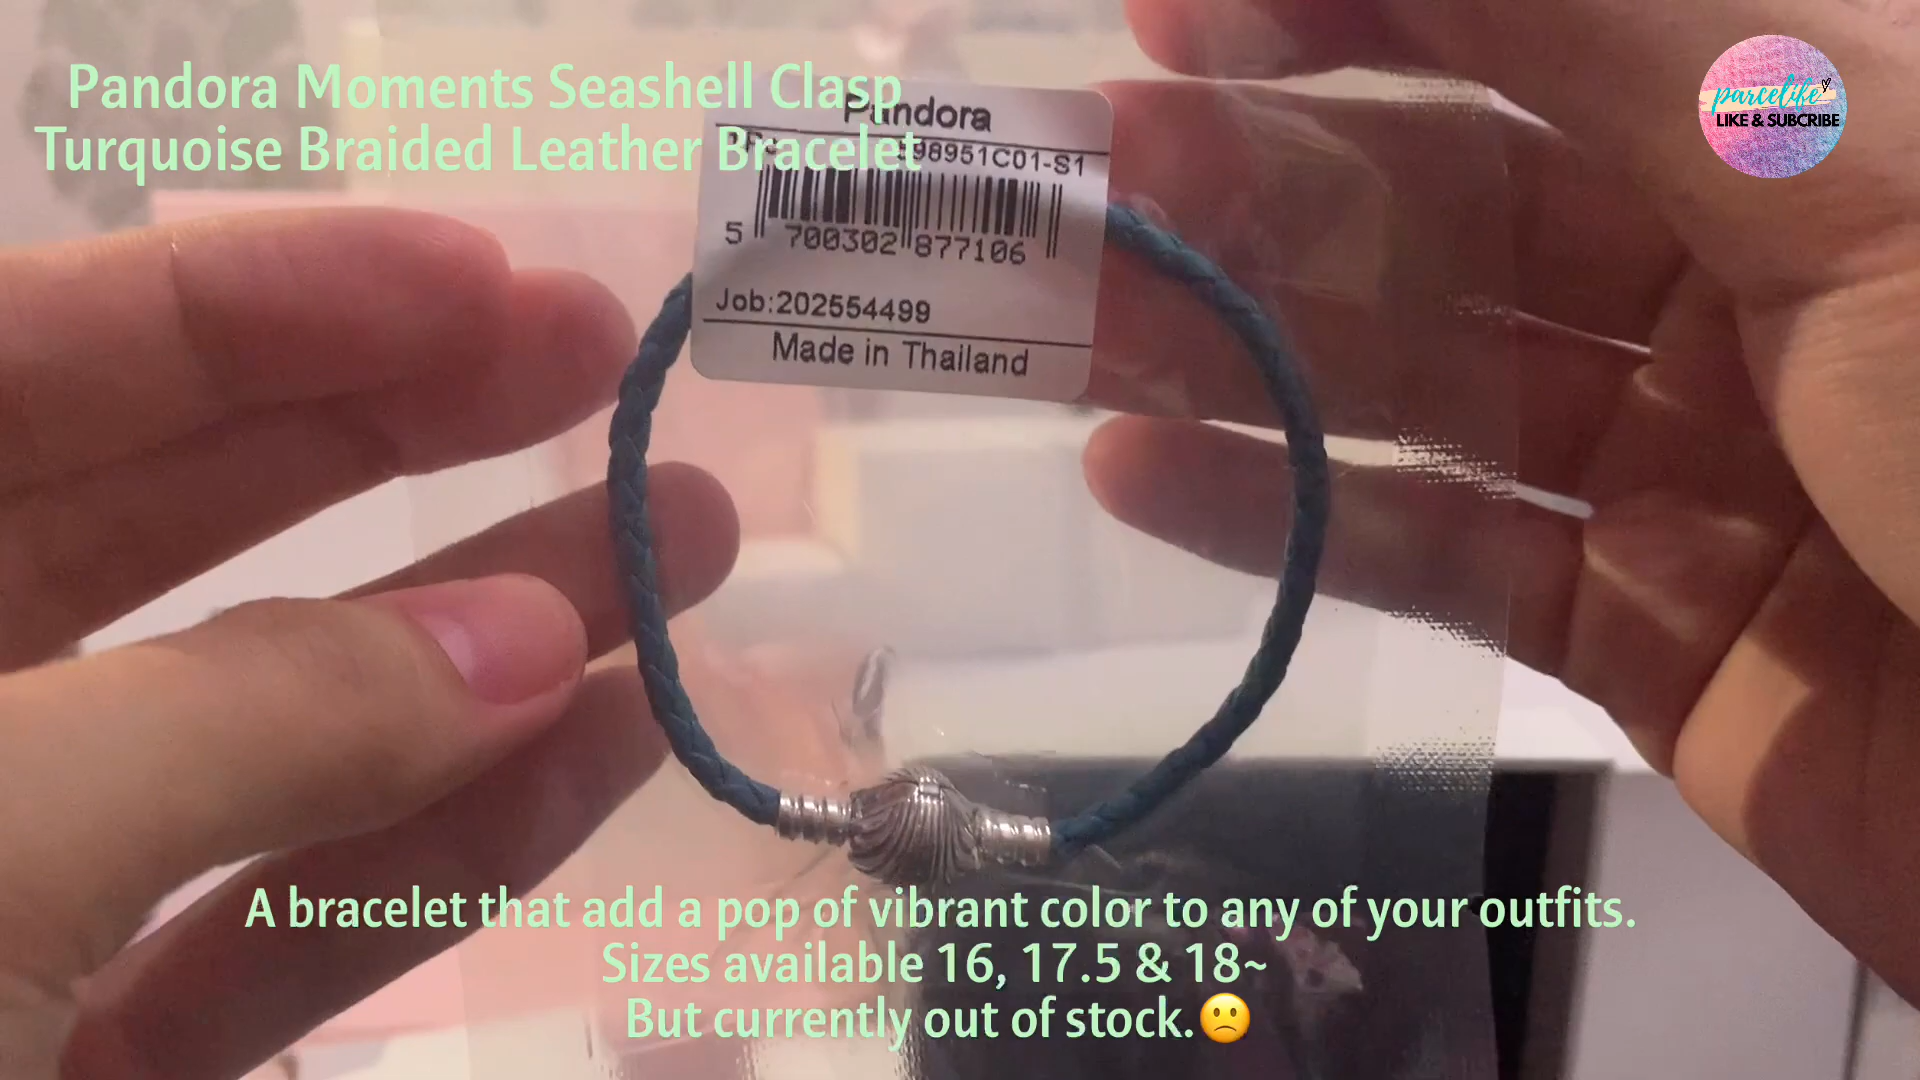 Pandora Moments Seashell Clasp
Turquoise Braided Leather Bracelet
Pandora
98951C01-S1
5 700302 877106
Job:202554499
Made in Thailand
parcelife
LIKE & SUBCRIBE
A bracelet that add a pop of vibrant color to any of your outfits.
Sizes available 16, 17.5 & 18~
But currently out of stock.🙁